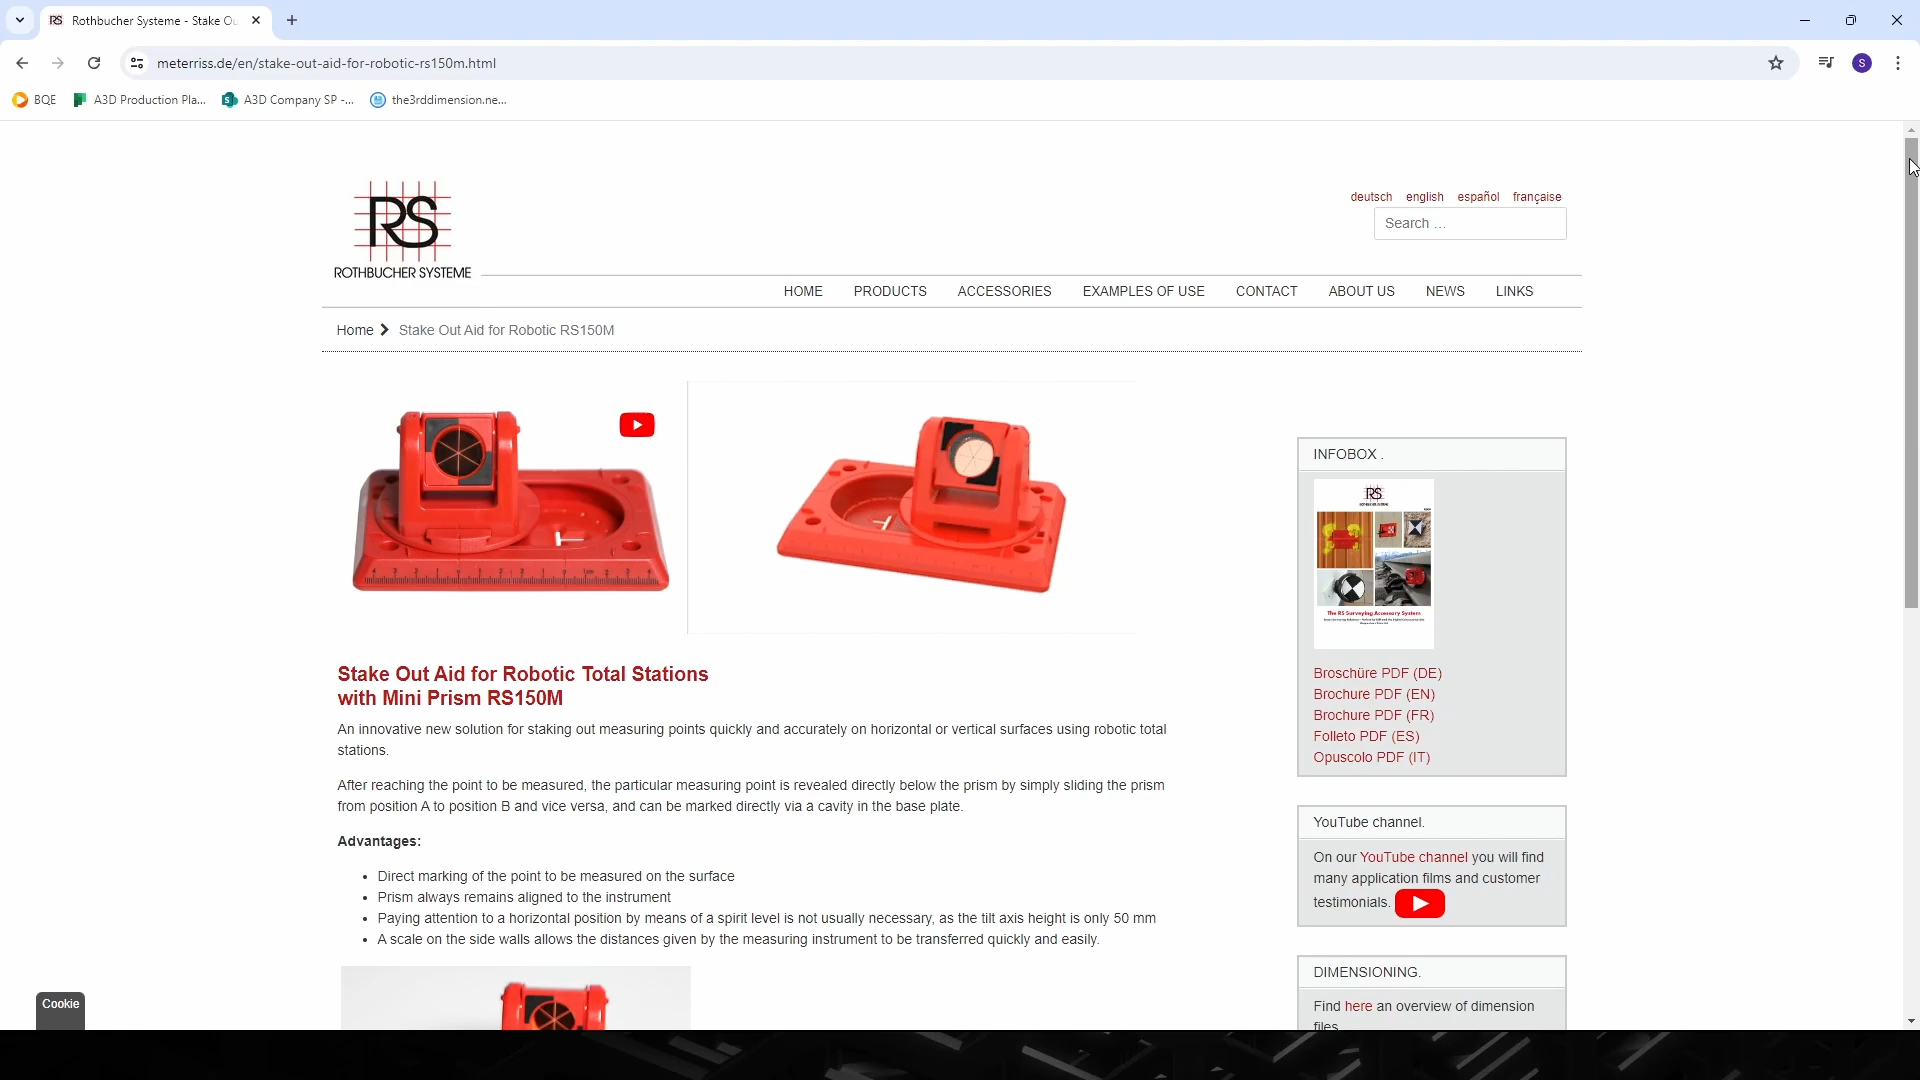 Rothbucher Systeme - Stake Ou
meterriss.de/en/stake-out-aid-for-robotic-rs150m.html
S
BQE
A3D Production Pla...
A3D Company SP -...
the3rddimension.ne...
RS
ROTHBUCHER SYSTEME
deutsch english español française
Search ...
HOME PRODUCTS ACCESSORIES EXAMPLES OF USE CONTACT ABOUT US NEWS LINKS
Home Stake Out Aid for Robotic RS150M
INFOBOX .
The RS Surveying Accessory System
Broschüre PDF (DE)
Brochure PDF (EN)
Brochure PDF (FR)
Folleto PDF (ES)
Opuscolo PDF (IT)
Stake Out Aid for Robotic Total Stations
with Mini Prism RS150M
An innovative new solution for staking out measuring points quickly and accurately on horizontal or vertical surfaces using robotic total
stations.
After reaching the point to be measured, the particular measuring point is revealed directly below the prism by simply sliding the prism
from position A to position B and vice versa, and can be marked directly via a cavity in the base plate.
Advantages:
• Direct marking of the point to be measured on the surface
• Prism always remains aligned to the instrument
• Paying attention to a horizontal position by means of a spirit level is not usually necessary, as the tilt axis height is only 50 mm
• A scale on the side walls allows the distances given by the measuring instrument to be transferred quickly and easily.
YouTube channel.
On our YouTube channel you will find
many application films and customer
testimonials.
DIMENSIONING.
Find here an overview of dimension
files
Cookie